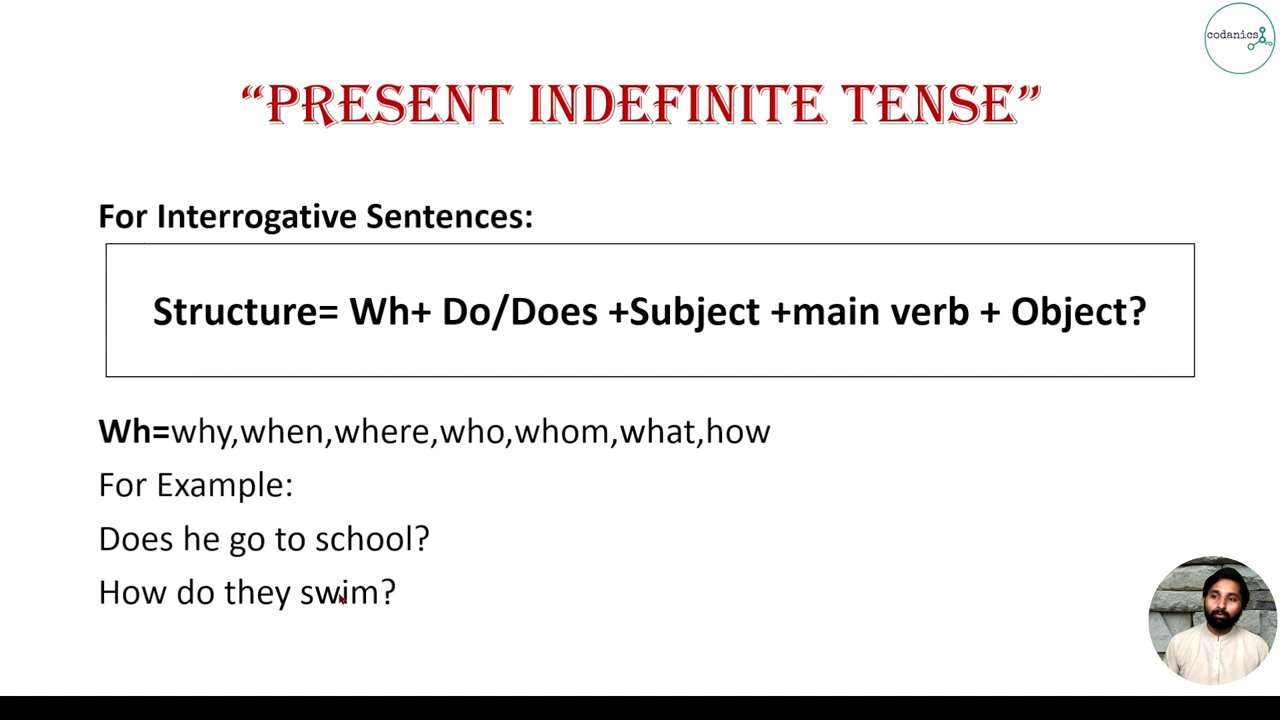 codanics
“PRESENT INDEFINITE TENSE”
For Interrogative Sentences:
Structure= Wh+ Do/Does +Subject +main verb + Object?
Wh=why,when,where,who,whom,what,how
For Example:
Does he go to school?
How do they swim?